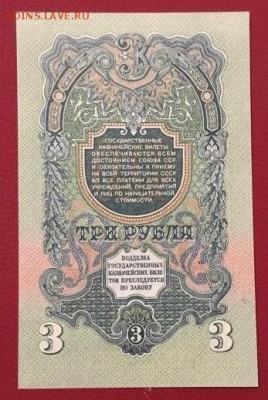 COINS.LAVE.RU
3
ГОСУДАРСТВЕННЫЕ
КАЗНАЧЕЙСКИЕ БИЛЕТЫ
ОБЕСПЕЧИВАЮТСЯ ВСЕМ
ДОСТОЯНИЕМ СОЮЗА ССР
И ОБЯЗАТЕЛЬНЫ К ПРИЕМУ
НА ВСЕЙ ТЕРРИТОРИИ СССР
ВО ВСЕ ПЛАТЕЖИ ДЛЯ ВСЕХ
УЧРЕЖДЕНИЙ, ПРЕДПРИЯТИЙ
И ЛИЦ ПО НАРИЦАТЕЛЬНОЙ
СТОИМОСТИ.
ТРИ РУБЛЯ
ПОДДЕЛКА
ГОСУДАРСТВЕННЫХ
КАЗНАЧЕЙСКИХ БИЛЕ-
ТОВ ПРЕСЛЕДУЕТСЯ
ПО ЗАКОНУ
3 3 3